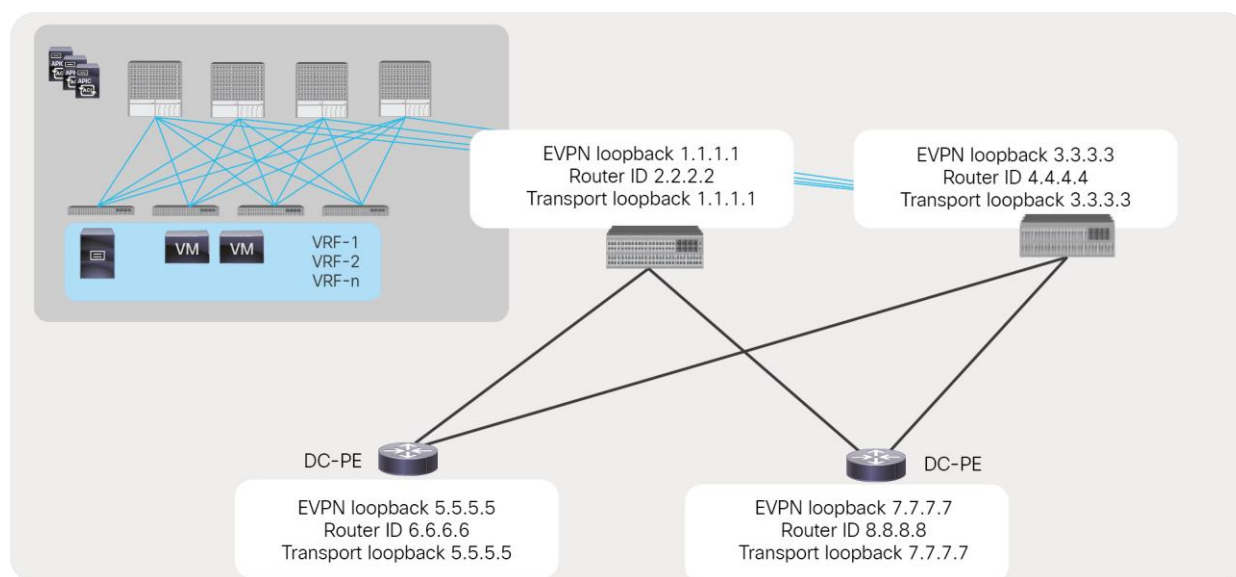 APIC
APIC
APIC
ACI
VM
VM
VRF-1
VRF-2
VRF-n
EVPN loopback 1.1.1.1
Router ID 2.2.2.2
Transport loopback 1.1.1.1
EVPN loopback 3.3.3.3
Router ID 4.4.4.4
Transport loopback 3.3.3.3
DC-PE
DC-PE
EVPN loopback 5.5.5.5
Router ID 6.6.6.6
Transport loopback 5.5.5.5
EVPN loopback 7.7.7.7
Router ID 8.8.8.8
Transport loopback 7.7.7.7